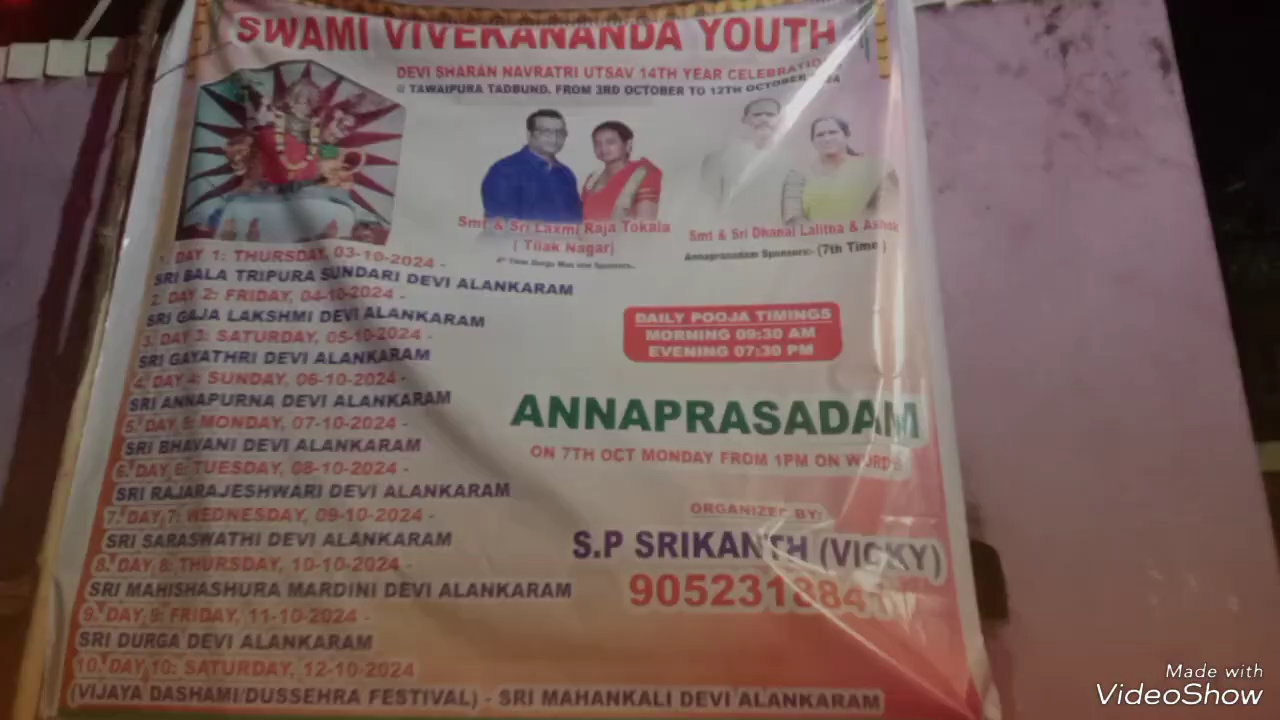 SWAMI VIVEKANANDA YOUTH
DEVI SHARAN NAVRATRI UTSAV 14TH YEAR CELEBRATIO
@ TAWAIPURA TADBUND, FROM 3RD OCTOBER TO 12TH OCTOBER
Smt & Sri Laxmi Raja Tokala
( Tilak Nagar)
Smt & Sri Dhanal Lalitha & Ashok
Annaprasadam Sponsors:- (7th Time)
1. DAY 1: THURSDAY, 03-10-2024 -
SRI BALA TRIPURA SUNDARI DEVI ALANKARAM
2. DAY 2: FRIDAY, 04-10-2024 -
SRI GAJA LAKSHMI DEVI ALANKARAM
3. DAY 3: SATURDAY, 05-10-2024 -
SRI GAYATHRI DEVI ALANKARAM
4. DAY 4: SUNDAY, 06-10-2024 -
SRI ANNAPURNA DEVI ALANKARAM
5. DAY 5: MONDAY, 07-10-2024 -
SRI BHAVANI DEVI ALANKARAM
6. DAY 6: TUESDAY, 08-10-2024 -
SRI RAJARAJESHWARI DEVI ALANKARAM
7. DAY 7: WEDNESDAY, 09-10-2024 -
SRI SARASWATHI DEVI ALANKARAM
8. DAY 8: THURSDAY, 10-10-2024 -
SRI MAHISHASHURA MARDINI DEVI ALANKARAM
9. DAY 9: FRIDAY, 11-10-2024 -
SRI DURGA DEVI ALANKARAM
10. DAY 10: SATURDAY, 12-10-2024
(VIJAYA DASHAMI/DUSSEHRA FESTIVAL) - SRI MAHANKALI DEVI ALANKARAM
DAILY POOJA TIMINGS
MORNING 09:30 AM
EVENING 07:30 PM
ANNAPRASADAM
ON 7TH OCT MONDAY FROM 1PM ON WORDS
ORGANIZED BY:
S.P SRIKANTH (VICKY)
Made with
VideoShow